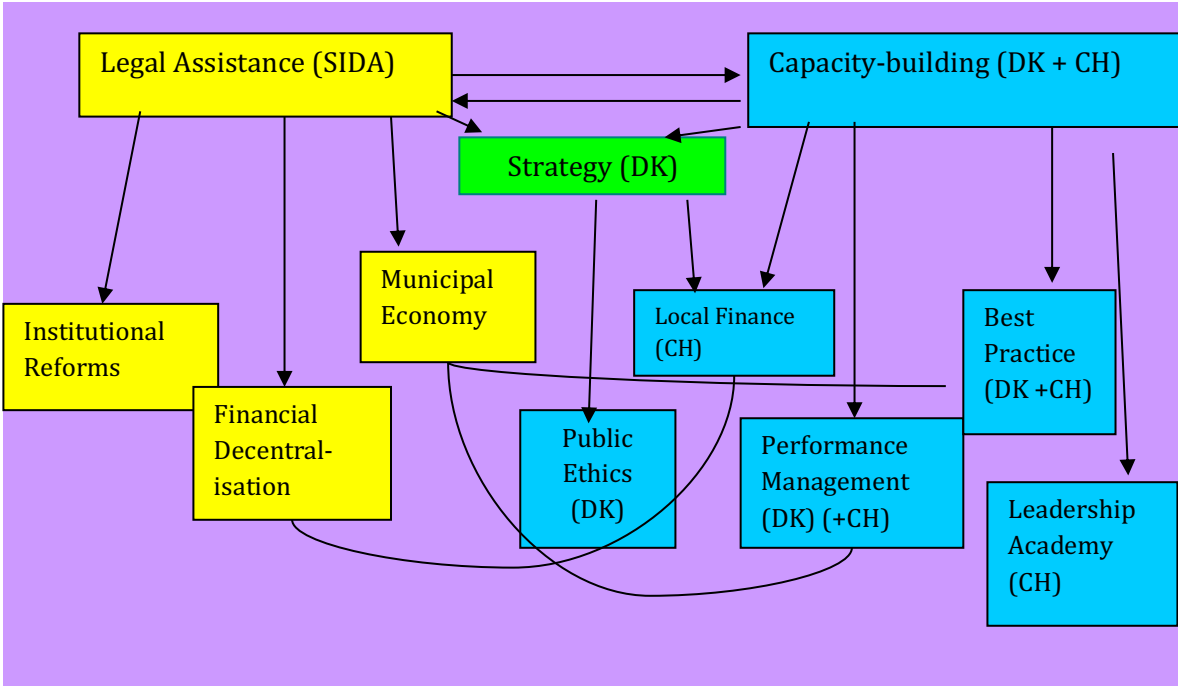 Legal Assistance (SIDA)
Capacity-building (DK + CH)
Strategy (DK)
Municipal
Economy
Institutional
Reforms
Local Finance
(CH)
Best
Practice
(DK +CH)
Financial
Decentral-
isation
Public
Ethics
(DK)
Performance
Management
(DK) (+CH)
Leadership
Academy
(CH)